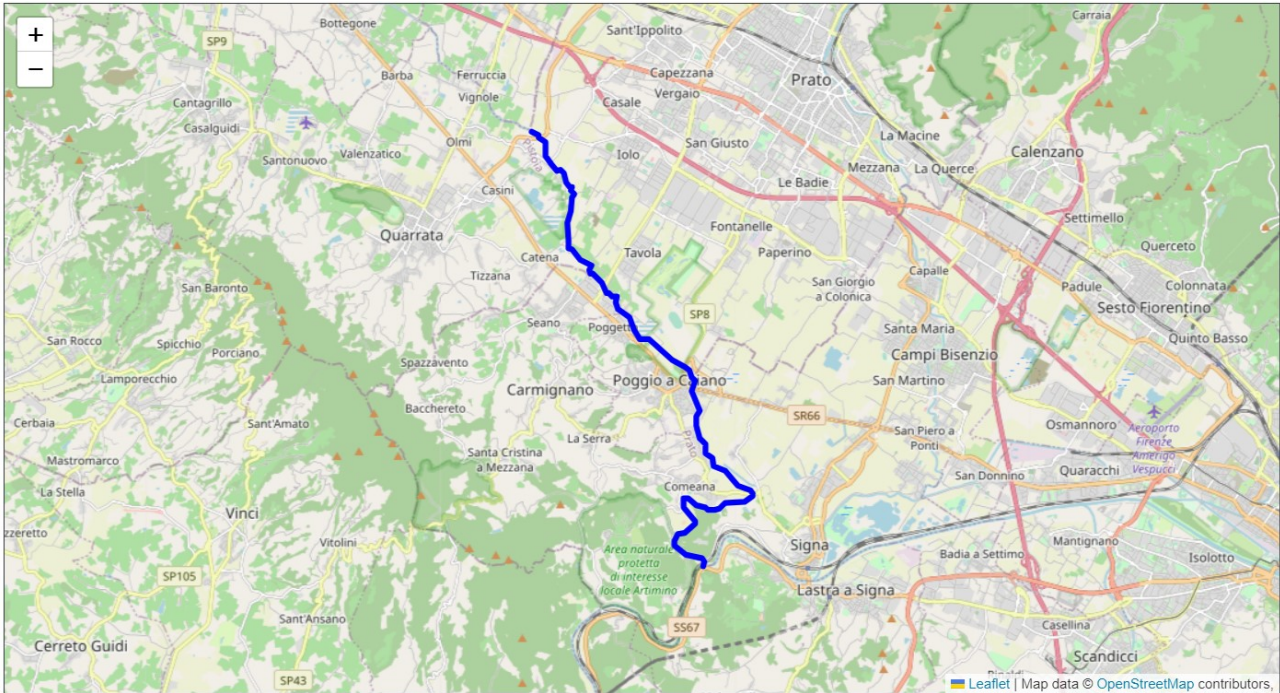 +
−
Bottegone
Sant'Ippolito
Carraia
SP9
Barba
Ferruccia
Capezzana
Prato
Vignole
Vergaio
Cantagrillo
Casale
Casalguidi
Olmi
La Macine
Santonuovo
Valenzatico
Iolo
San Giusto
Calenzano
Pistoia
Mezzana
La Querce
Casini
Le Badie
Settimello
Quarrata
Fontanelle
Querceto
Catena
Tavola
Paperino
Tizzana
Capalle
San Baronto
San Giorgio
a Colonica
Padule
Colonnata
Sesto Fiorentino
SP8
Seano
Poggett
Santa Maria
San Rocco
Spicchio
Porciano
Quinto Basso
Campi Bisenzio
Spazzavento
Lamporecchio
Carmignano
Poggio a Caiano
San Martino
Baccheretto
SR66
Cerbaia
Sant'Amato
Osmannoro
Aeroporto
Firenze
Amerigo
Vespucci
La Serra
Prato
San Piero a
Ponti
Santa Cristina
a Mezzana
Mastromarco
Quaracchi
San Donnino
La Stella
Comeana
Vinci
zzeretto
Vitolini
Mantignano
Signa
Area naturale
protetta
di interesse
locale Artimino
Badia a Settimo
Isolotto
SP105
Lastra a Signa
Sant'Ansano
SS67
Casellina
Cerreto Guidi
Scandicci
SP43
Leaflet | Map data © OpenStreetMap contributors.